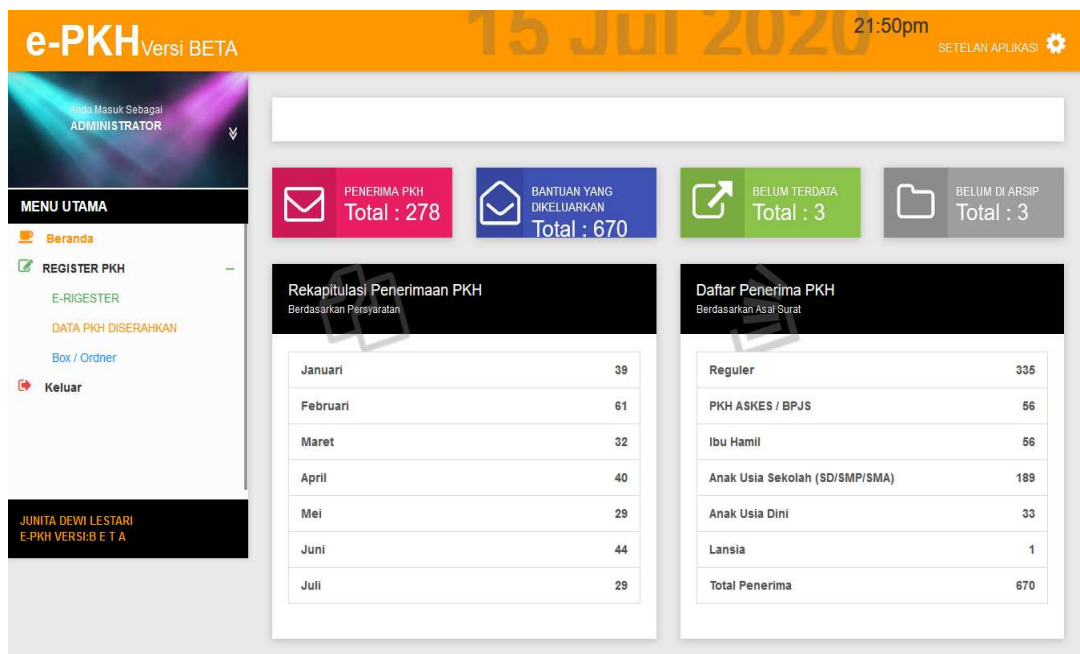 e-PKH Versi BETA
15 Jul 2020
21:50pm
SETELAN APLIKASI
Anda Masuk Sebagai
ADMINISTRATOR
MENU UTAMA
Beranda
REGISTER PKH
E-RIGESTER
DATA PKH DISERAHKAN
Box / Ordner
Keluar
JUNITA DEWI LESTARI
E-PKH VERSI:B E T A
PENERIMA PKH
Total : 278
BANTUAN YANG
DIKELUARKAN
Total : 670
BELUM TERDATA
Total : 3
BELUM DI ARSIP
Total : 3
Rekapitulasi Penerimaan PKH
Berdasarkan Persyaratan
Januari 39
Februari 61
Maret 32
April 40
Mei 29
Juni 44
Juli 29
Daftar Penerima PKH
Berdasarkan Asal Surat
Reguler 335
PKH ASKES / BPJS 56
Ibu Hamil 56
Anak Usia Sekolah (SD/SMP/SMA) 189
Anak Usia Dini 33
Lansia 1
Total Penerima 670